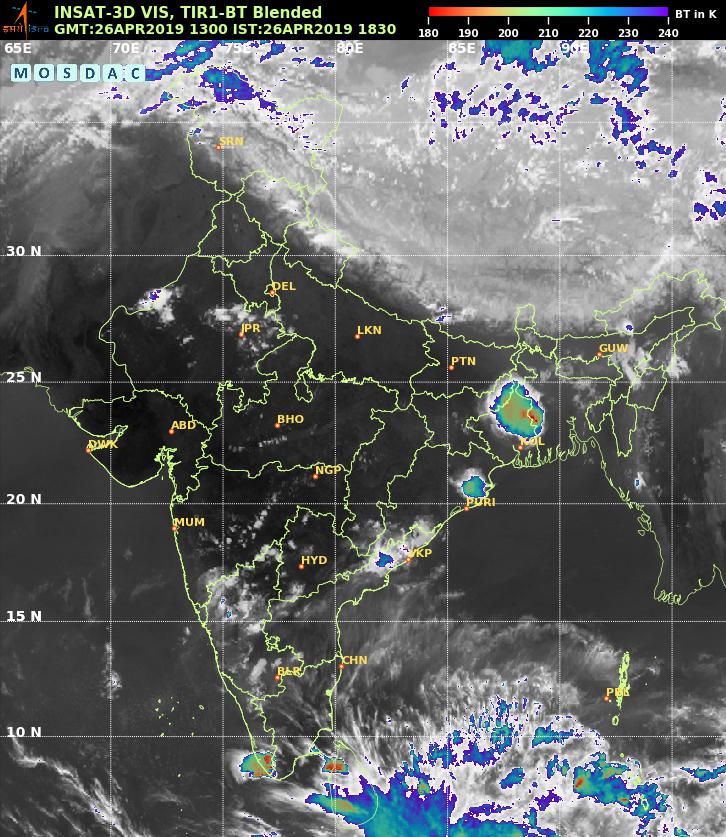 INSAT-3D VIS, TIR1-BT Blended
GMT:26APR2019 1300 IST:26APR2019 1830
BT in K
180 190 200 210 220 230 240
65E 70E 75E 80E 85E 90E
M O S D A C
SRN
30 N
DEL
JPR
LKN
GUW
PTN
25 N
ABD
BHO
DWK
KOL
NGP
20 N
PURI
MUM
VKP
HYD
15 N
CHN
BLR
10 N